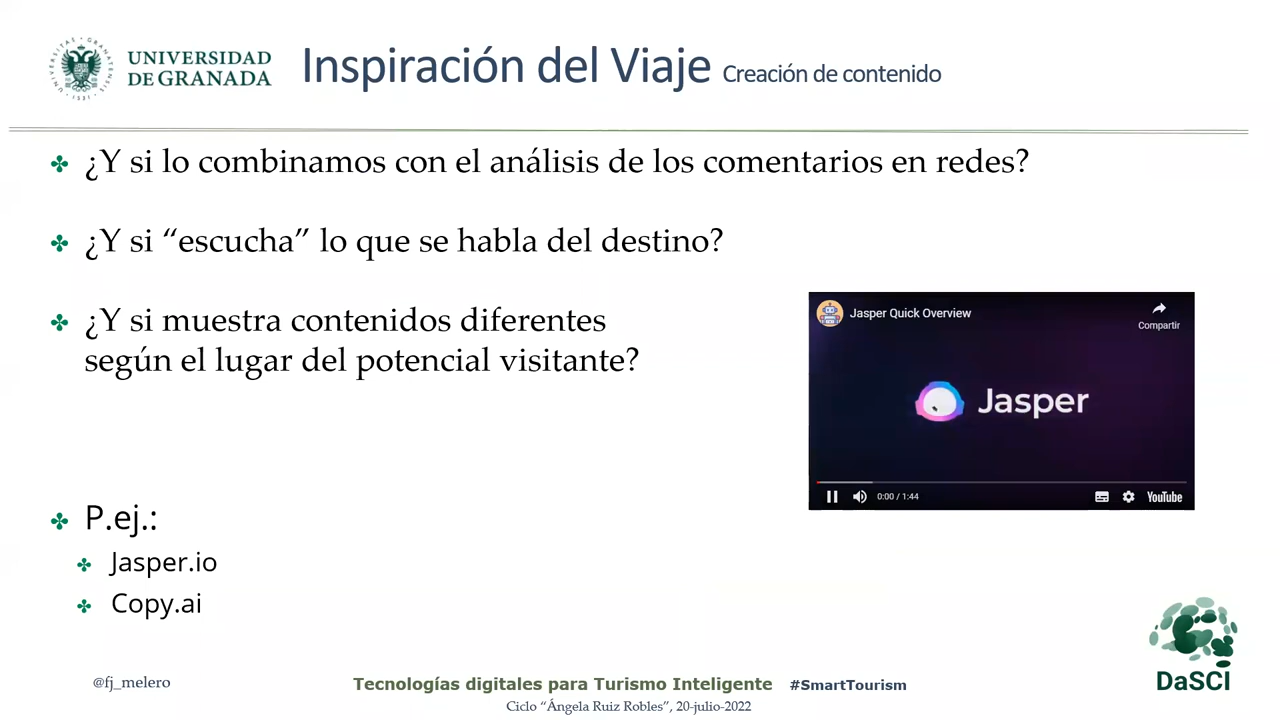 UNIVERSIDAD
DE GRANADA
Inspiración del Viaje Creación de contenido
¿Y si lo combinamos con el análisis de los comentarios en redes?
¿Y si “escucha” lo que se habla del destino?
¿Y si muestra contenidos diferentes
según el lugar del potencial visitante?
Jasper Quick Overview
Compartir
Jasper
0:00 / 1:44
YouTube
P.ej.:
Jasper.io
Copy.ai
DaSCI
@fj_melero
Tecnologías digitales para Turismo Inteligente #SmartTourism
Ciclo “Ángela Ruiz Robles”, 20-julio-2022